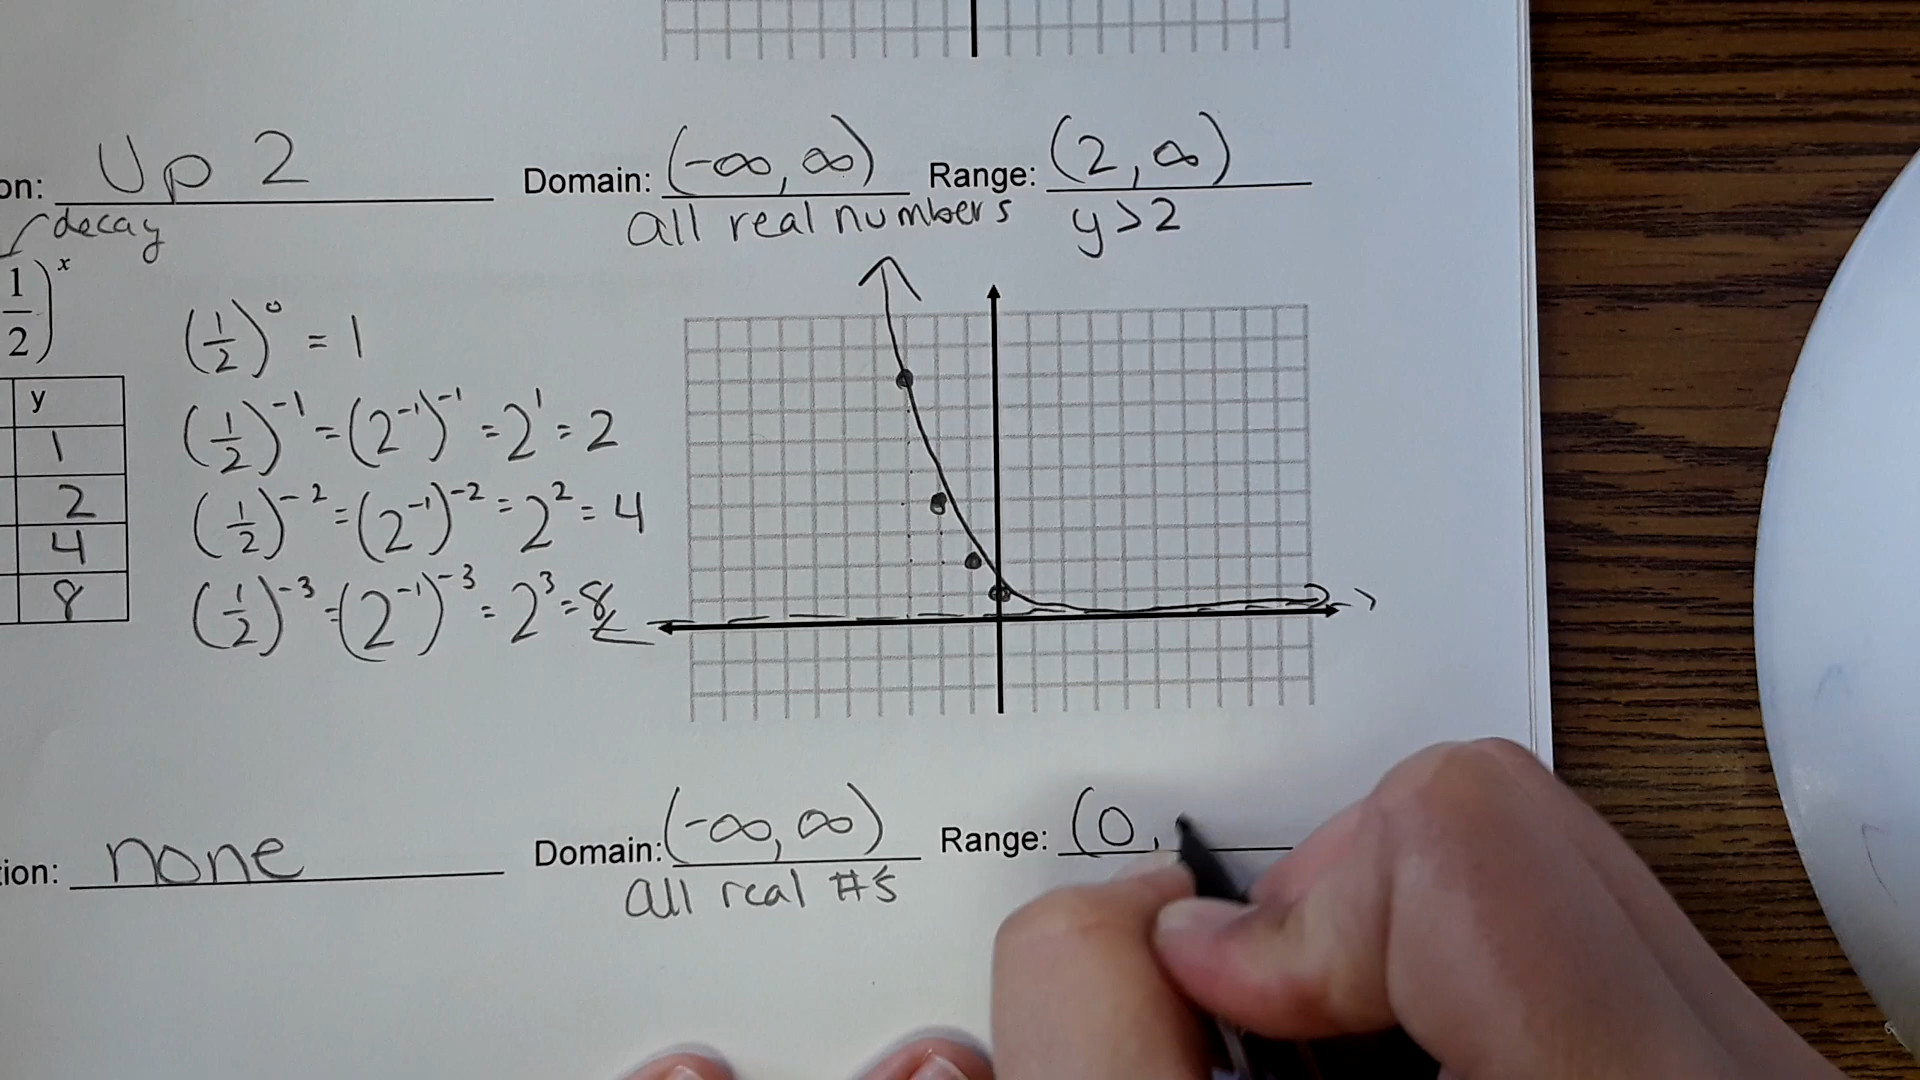 on: Up 2 Domain: (-∞, ∞) Range: (2, ∞)
decay all real numbers y>2
(1/2)^x
(1/2)^0 = 1
y
(1/2)^-1 = (2^-1)^-1 = 2^1 = 2
1
(1/2)^-2 = (2^-1)^-2 = 2^2 = 4
2
4
(1/2)^-3 = (2^-1)^-3 = 2^3 = 8
8
tion: none Domain: (-∞, ∞) Range: (0,
all real #s